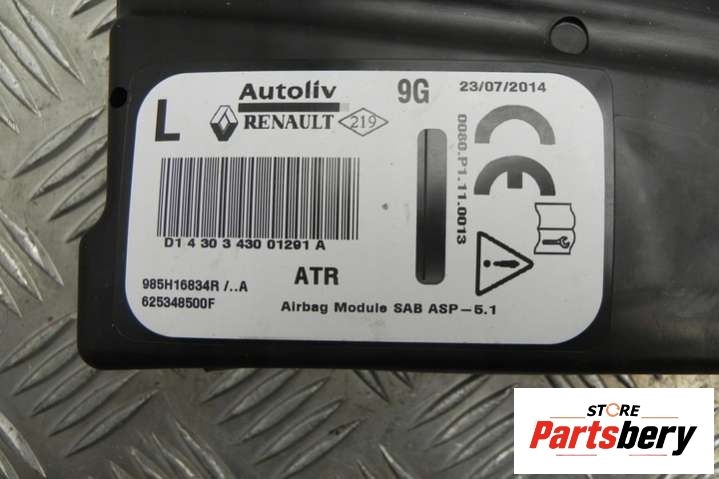 Autoliv 9G 23/07/2014
L RENAULT 219
CE
0080.P1.11.0013
D1 4 30 3 430 01291 A
985H16834R /..A
625348500F
ATR
Airbag Module SAB ASP-5.1
STORE
Partsbery